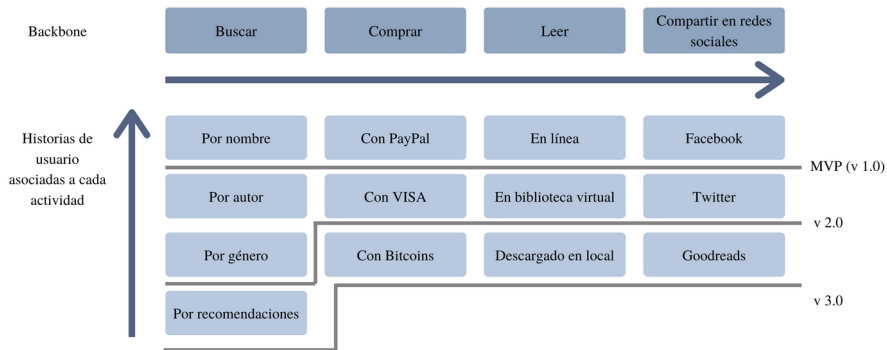 Backbone
Buscar
Comprar
Leer
Compartir en redes
sociales
Historias de
usuario
asociadas a cada
actividad
Por nombre
Con PayPal
En línea
Facebook
MVP (v 1.0)
Por autor
Con VISA
En biblioteca virtual
Twitter
v 2.0
Por género
Con Bitcoins
Descargado en local
Goodreads
v 3.0
Por recomendaciones